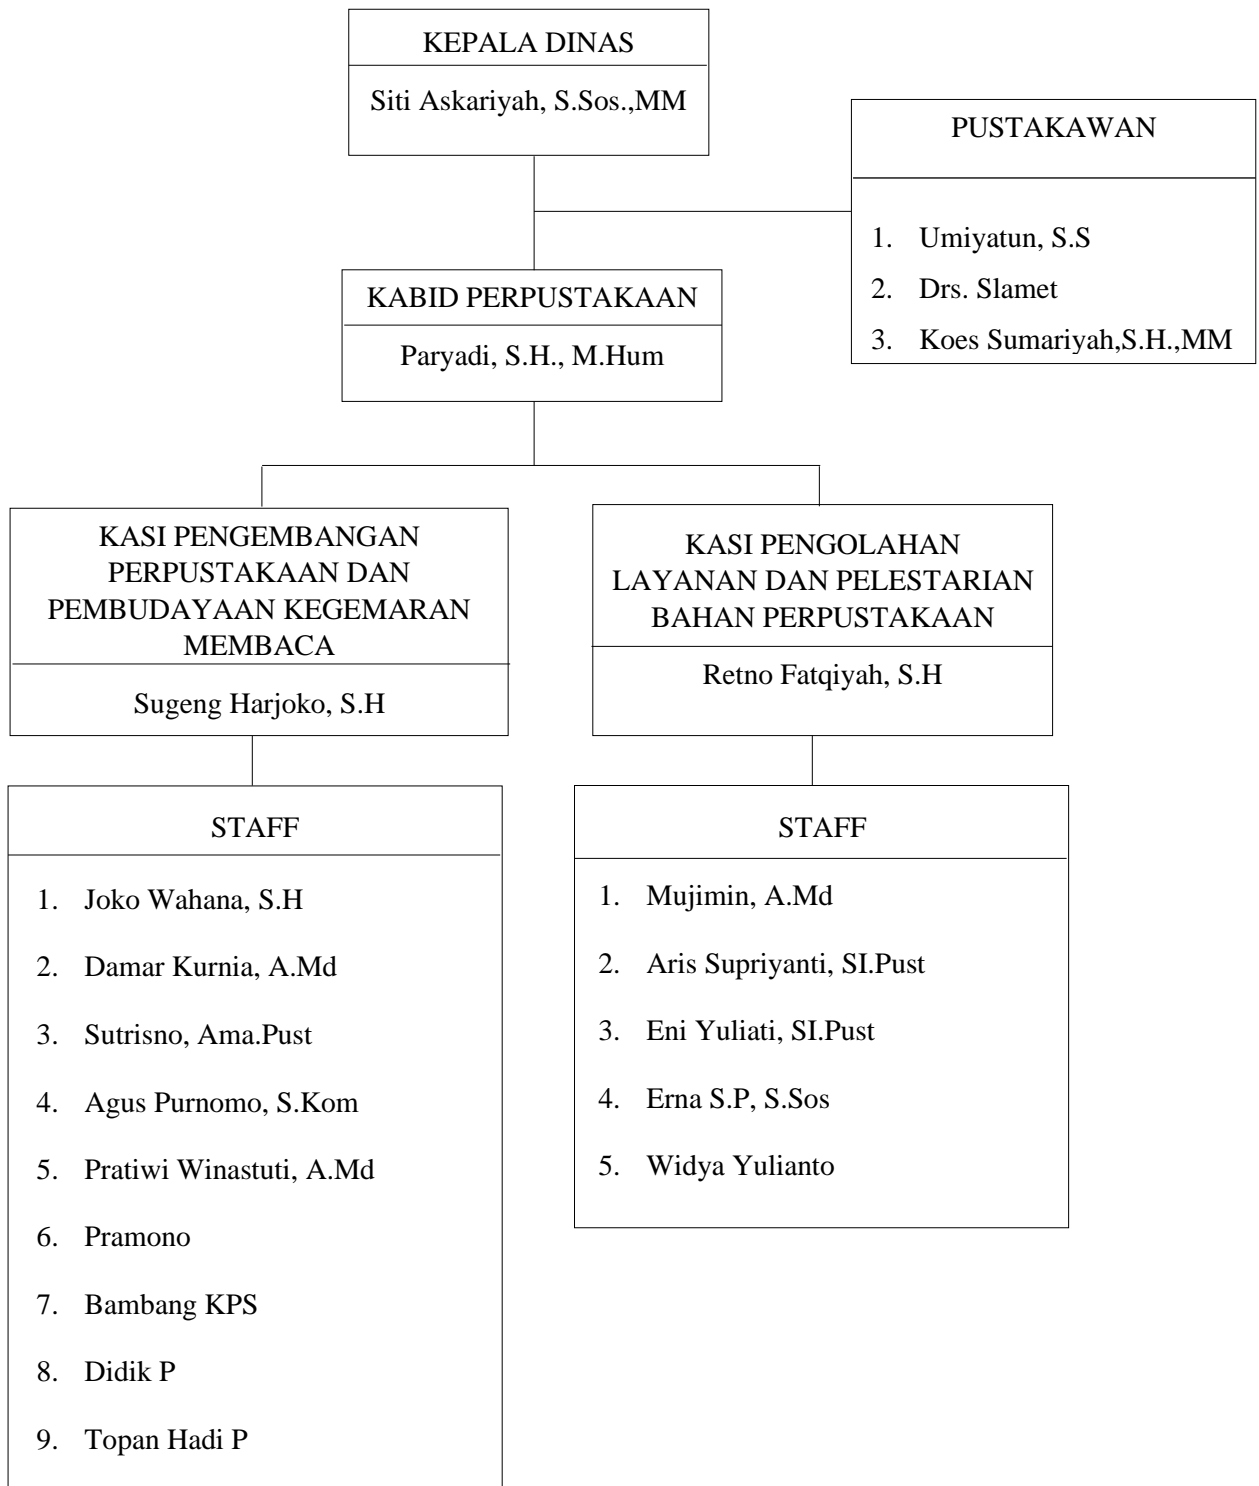 KEPALA DINAS
Siti Askariyah, S.Sos.,MM
PUSTAKAWAN
1. Umiyatun, S.S
2. Drs. Slamet
3. Koes Sumariyah,S.H.,MM
KABID PERPUSTAKAAN
Paryadi, S.H., M.Hum
KASI PENGEMBANGAN
PERPUSTAKAAN DAN
PEMBUDAYAAN KEGEMARAN
MEMBACA
Sugeng Harjoko, S.H
KASI PENGOLAHAN
LAYANAN DAN PELESTARIAN
BAHAN PERPUSTAKAAN
Retno Fatqiyah, S.H
STAFF
1. Joko Wahana, S.H
2. Damar Kurnia, A.Md
3. Sutrisno, Ama.Pust
4. Agus Purnomo, S.Kom
5. Pratiwi Winastuti, A.Md
6. Pramono
7. Bambang KPS
8. Didik P
9. Topan Hadi P
STAFF
1. Mujimin, A.Md
2. Aris Supriyanti, SI.Pust
3. Eni Yuliati, SI.Pust
4. Erna S.P, S.Sos
5. Widya Yulianto